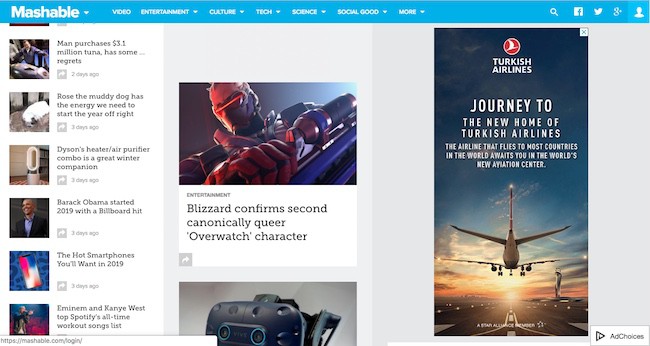 Mashable
VIDEO
ENTERTAINMENT
CULTURE
TECH
SCIENCE
SOCIAL GOOD
MORE
Man purchases $3.1
million tuna, has some ...
regrets
2 days ago
Rose the muddy dog has
the energy we need to
start the year off right
3 days ago
Dyson's heater/air purifier
combo is a great winter
companion
3 days ago
Barack Obama started
2019 with a Billboard hit
3 days ago
The Hot Smartphones
You'll Want in 2019
3 days ago
Eminem and Kanye West
top Spotify's all-time
workout songs list
https://mashable.com/login/
ENTERTAINMENT
Blizzard confirms second
canonically queer
'Overwatch' character
VIVE
TURKISH
AIRLINES
JOURNEY TO
THE NEW HOME OF
TURKISH AIRLINES
THE AIRLINE THAT FLIES TO MOST COUNTRIES
IN THE WORLD AWAITS YOU IN THE WORLD'S
NEW AVIATION CENTER.
A STAR ALLIANCE MEMBER
AdChoices